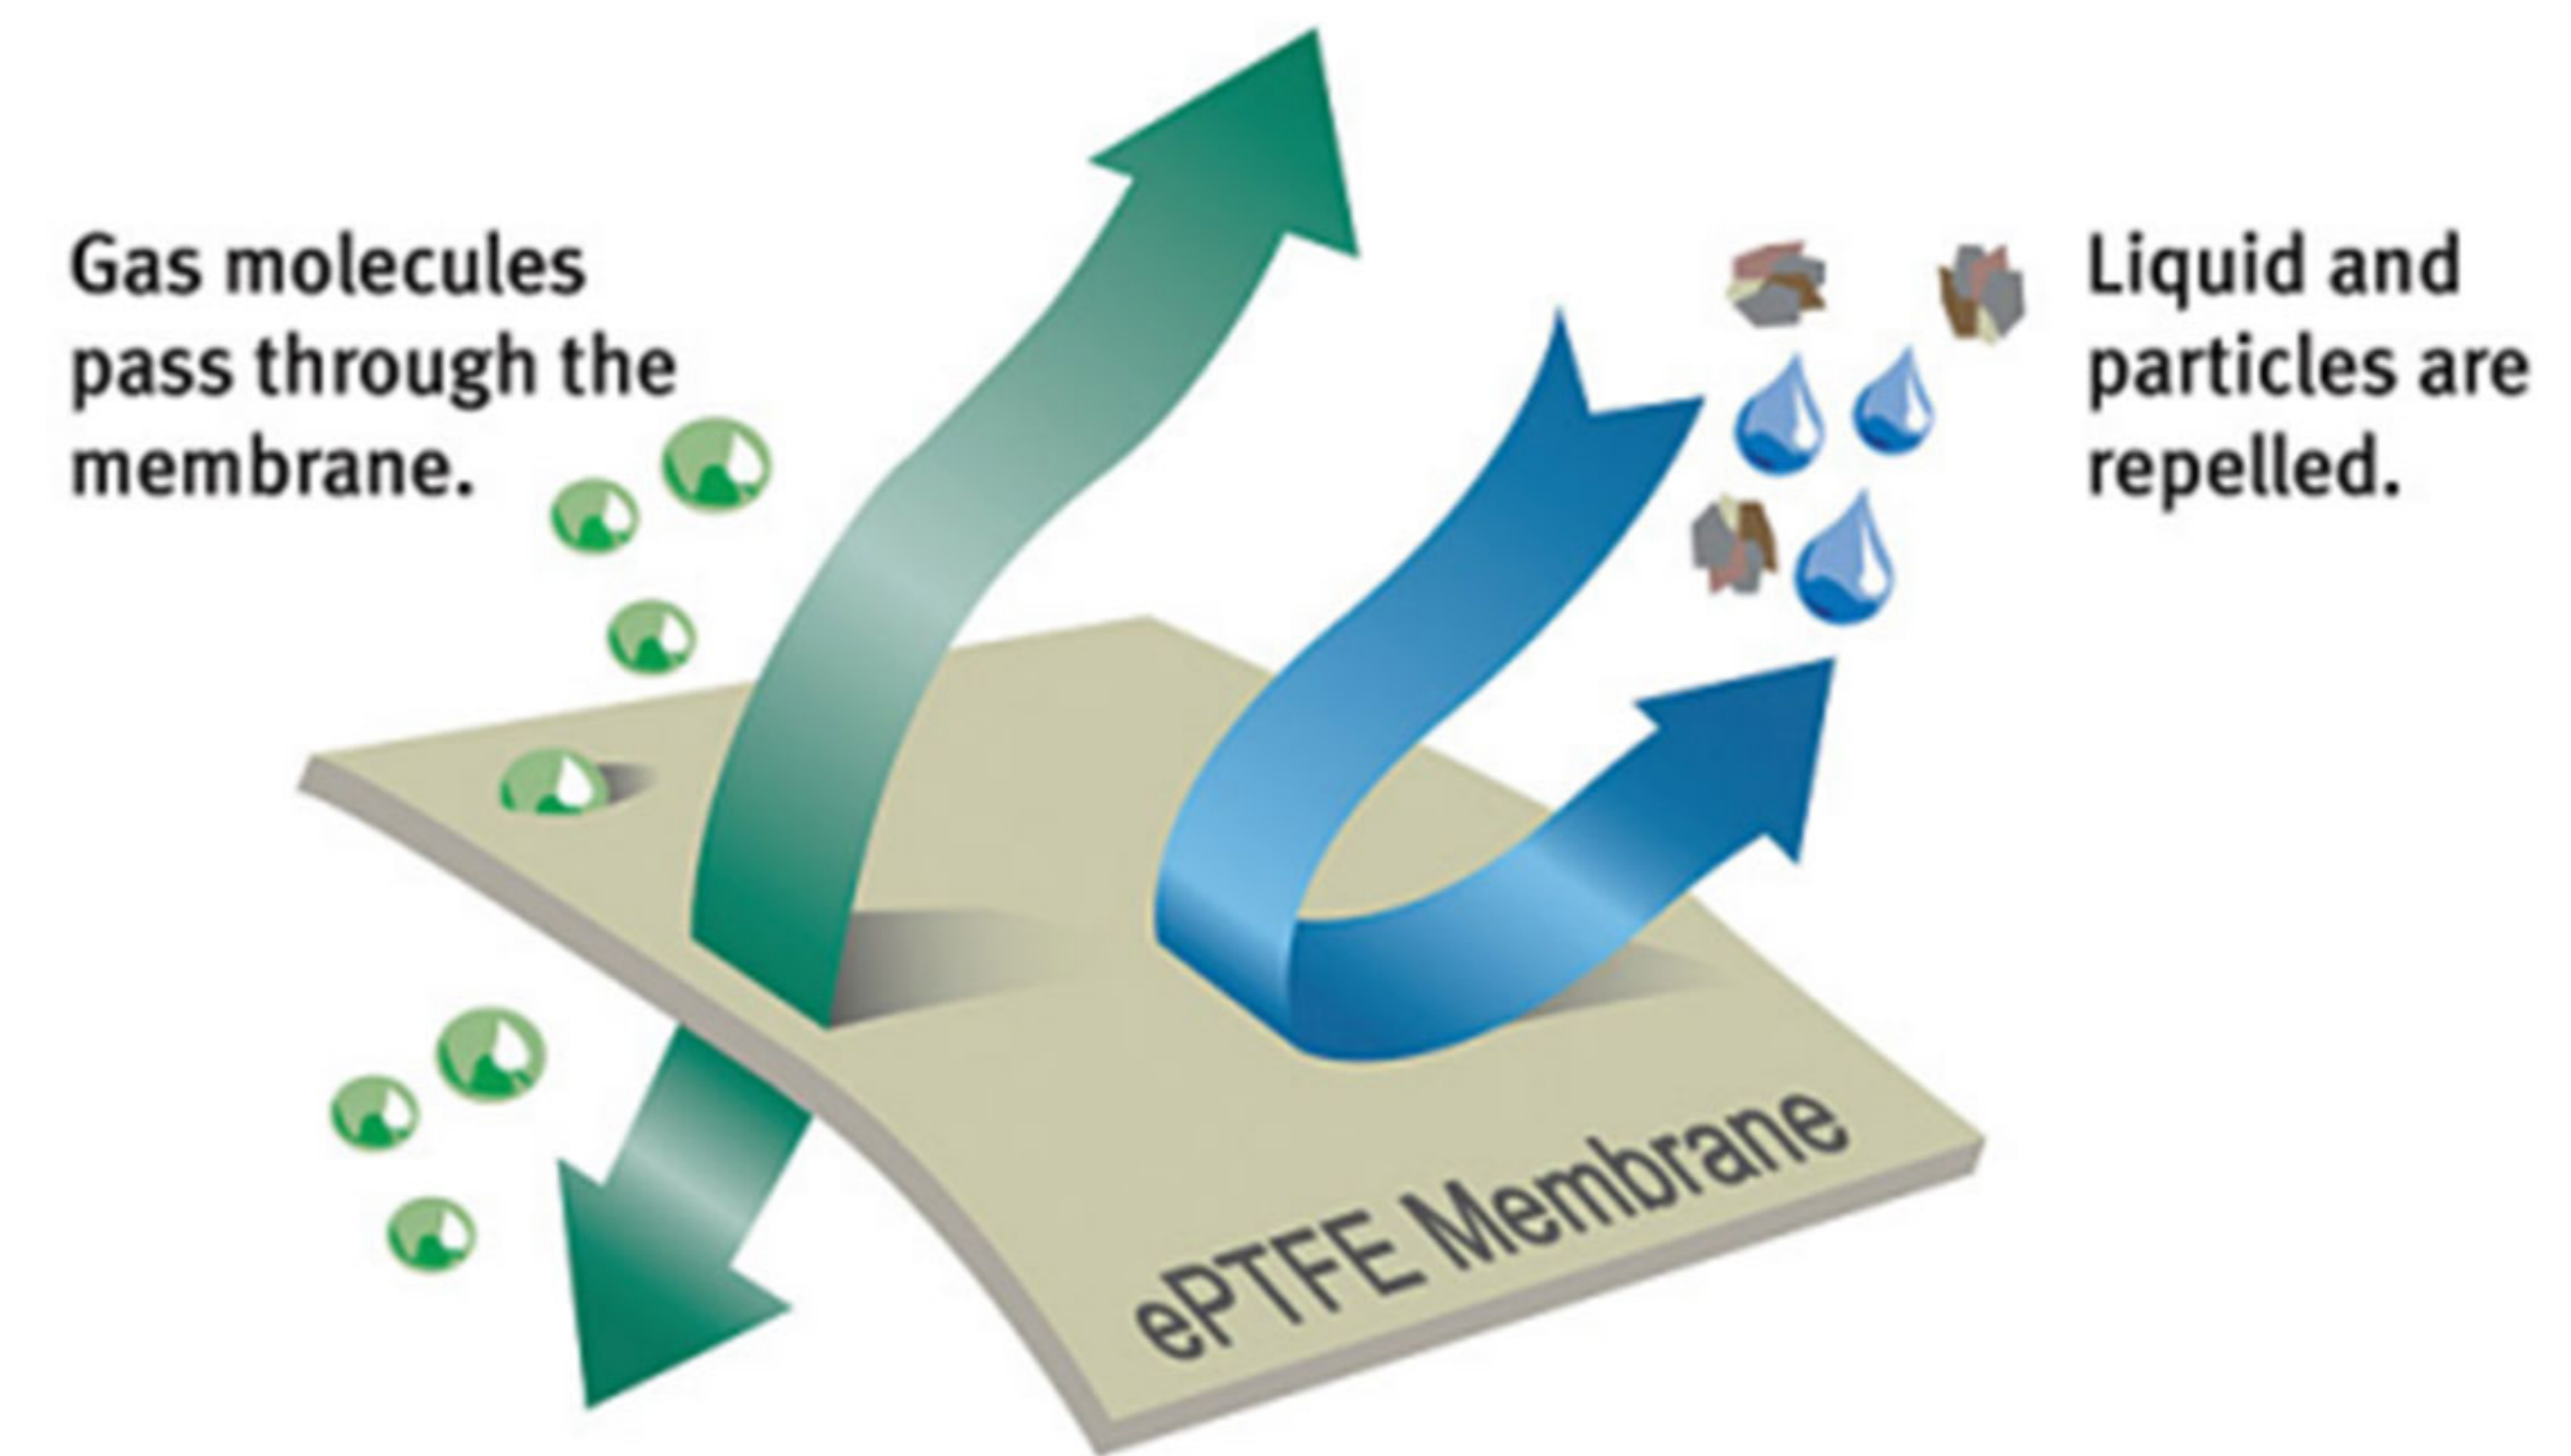 Gas molecules
pass through the
membrane.
Liquid and
particles are
repelled.
ePTFE Membrane